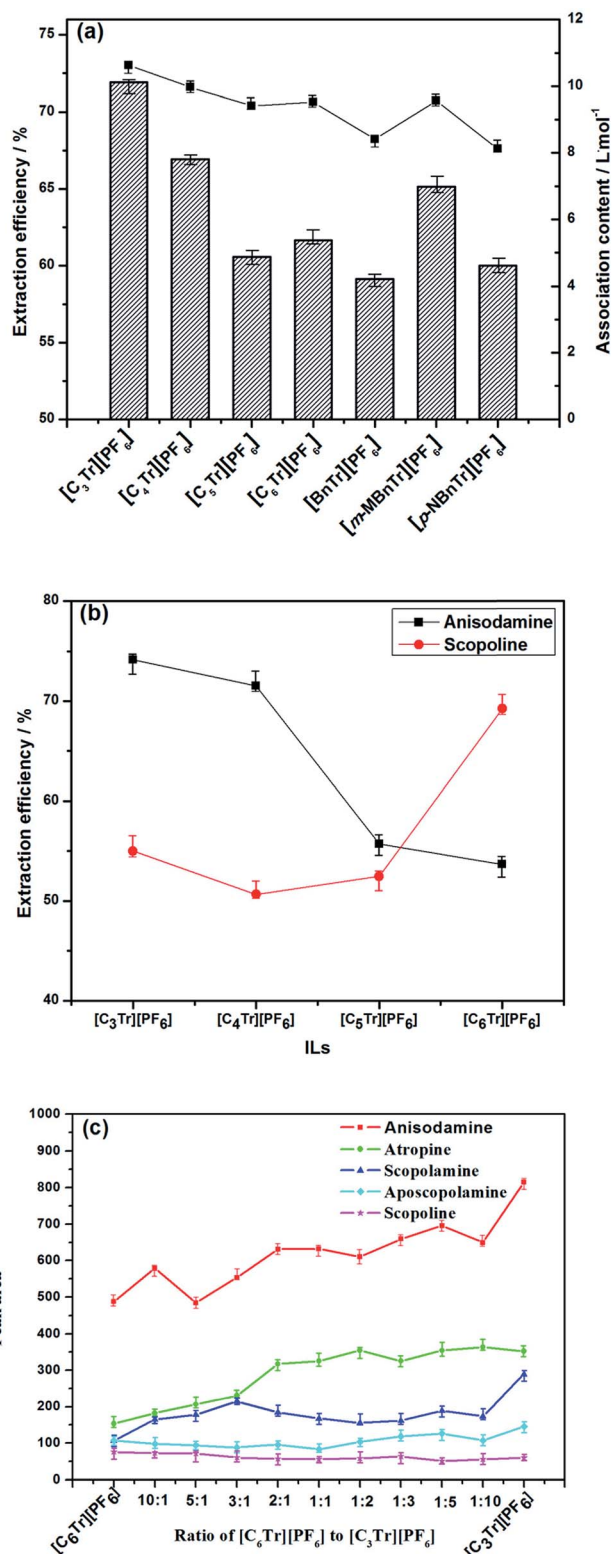 (a)
75
70
65
60
55
50
Extraction efficiency / %
12
10
8
6
4
2
0
Association content / L·mol⁻¹
[C₃Tr][PF₆]
[C₄Tr][PF₆]
[C₅Tr][PF₆]
[C₆Tr][PF₆]
[BnTr][PF₆]
[m-MBnTr][PF₆]
[p-NBnTr][PF₆]
(b)
Anisodamine
Scopoline
80
70
60
50
40
Extraction efficiency / %
[C₃Tr][PF₆] [C₄Tr][PF₆] [C₅Tr][PF₆] [C₆Tr][PF₆]
ILs
(c)
Anisodamine
Atropine
Scopolamine
Aposcopolamine
Scopoline
1000
900
800
700
600
500
400
300
200
100
0
[C₆Tr][PF₆] 10:1 5:1 3:1 2:1 1:1 1:2 1:3 1:5 1:10 [C₃Tr][PF₆]
Ratio of [C₆Tr][PF₆] to [C₃Tr][PF₆]